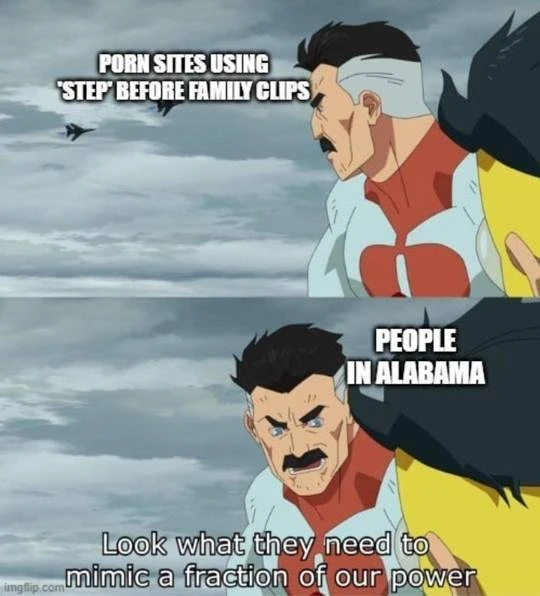 PORN SITES USING
'STEP' BEFORE FAMILY CLIPS
PEOPLE
IN ALABAMA
Look what they need to
mimic a fraction of our power
imgflip.com